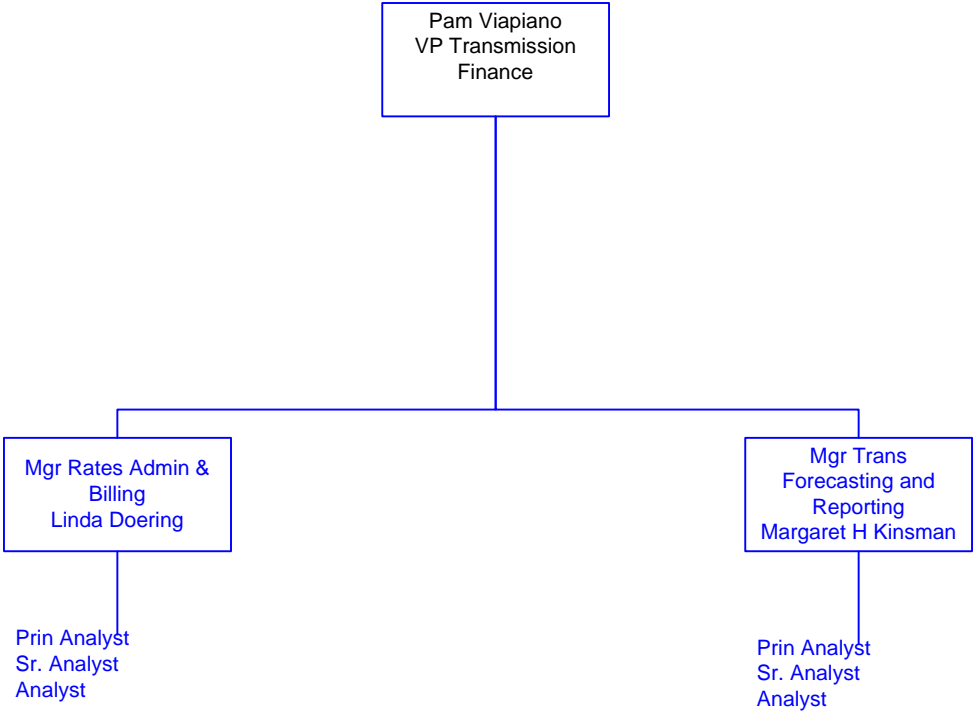 Pam Viapiano
VP Transmission
Finance
Mgr Rates Admin &
Billing
Linda Doering
Mgr Trans
Forecasting and
Reporting
Margaret H Kinsman
Prin Analyst
Sr. Analyst
Analyst
Prin Analyst
Sr. Analyst
Analyst